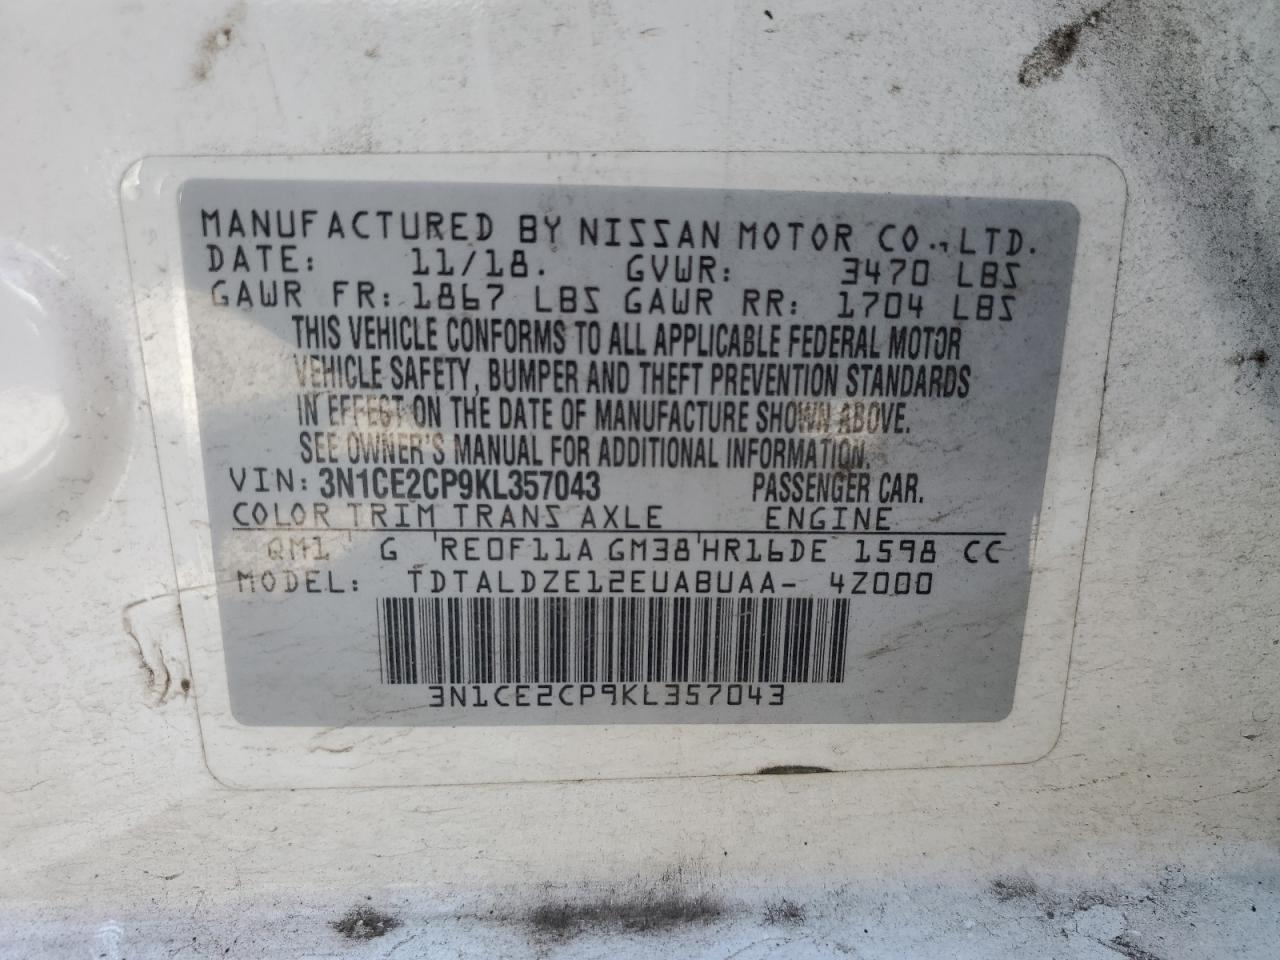 MANUFACTURED BY NISSAN MOTOR CO., LTD.
DATE: 11/18. GVWR: 3470 LBS
GAWR FR: 1867 LBS GAWR RR: 1704 LBS
THIS VEHICLE CONFORMS TO ALL APPLICABLE FEDERAL MOTOR
VEHICLE SAFETY, BUMPER AND THEFT PREVENTION STANDARDS
IN EFFECT ON THE DATE OF MANUFACTURE SHOWN ABOVE.
SEE OWNER'S MANUAL FOR ADDITIONAL INFORMATION.
VIN: 3N1CE2CP9KL357043 PASSENGER CAR.
COLOR TRIM TRANS AXLE ENGINE
QM1 G RE0F11A GM38 HR16DE 1598 CC
MODEL: TDTALDZE12EUABUAA- 4Z000
3N1CE2CP9KL357043